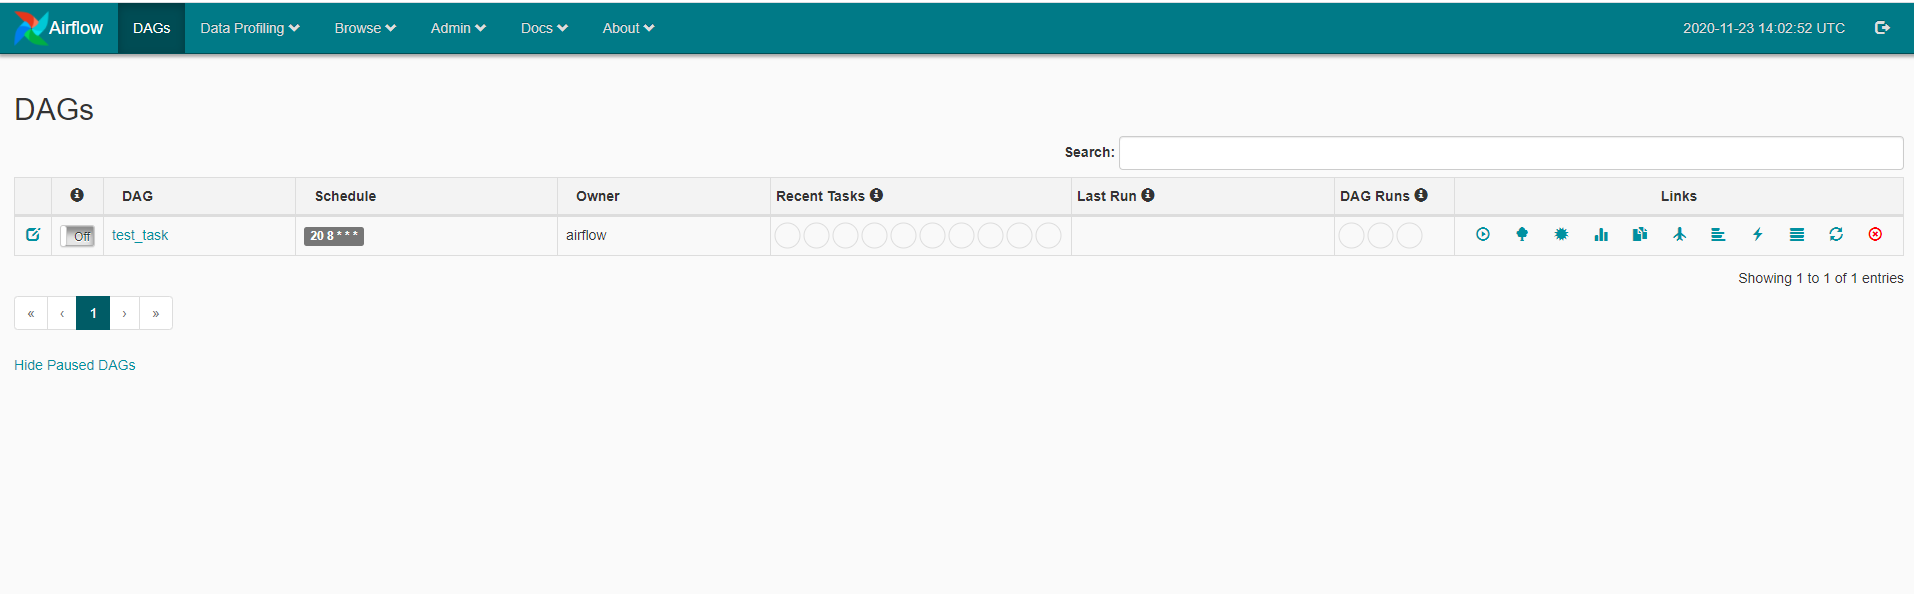 Airflow DAGs Data Profiling Browse Admin Docs About 2020-11-23 14:02:52 UTC
DAGs
Search:
DAG Schedule Owner Recent Tasks Last Run DAG Runs Links
Off test_task 20 8 * * * airflow
Showing 1 to 1 of 1 entries
« ‹ 1 › »
Hide Paused DAGs